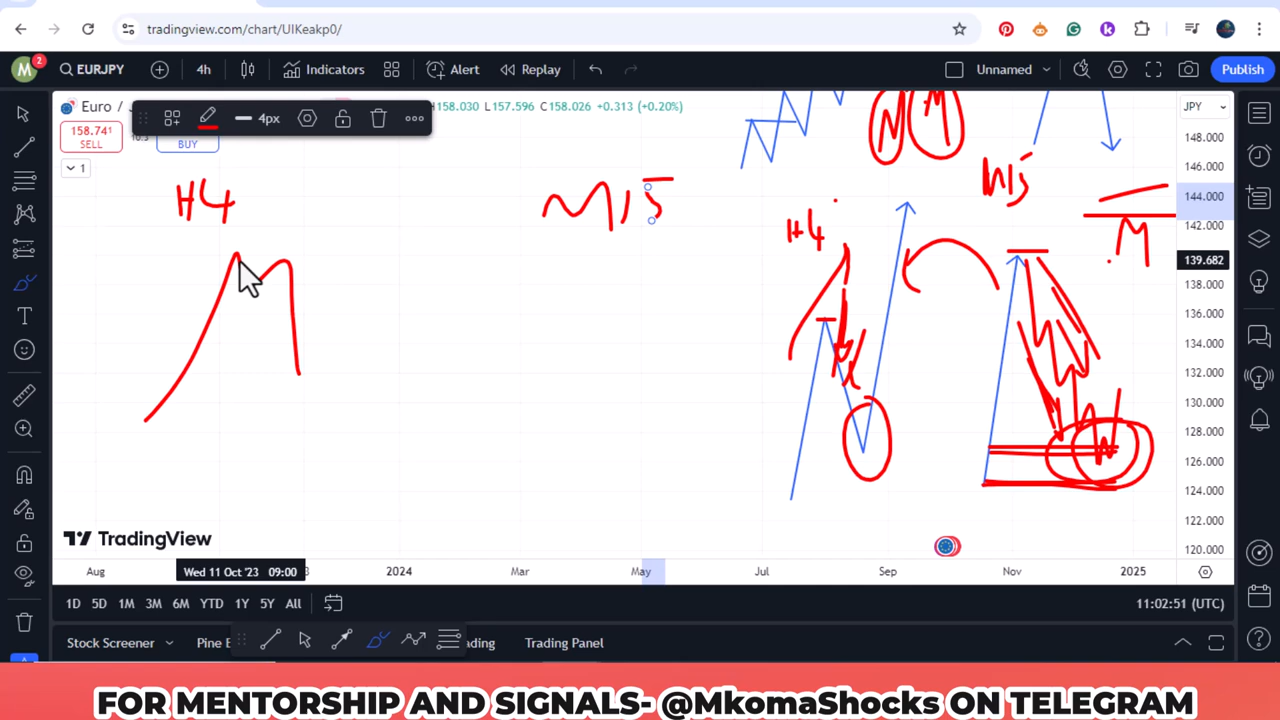 tradingview.com/chart/UIKeakp0/
M 2 EURJPY 4h Indicators Alert Replay Unnamed Publish
Euro / 158.030 L157.596 C158.026 +0.313 (+0.20%) JPY
4px
158.741 SELL
BUY
1
H4
M15
H4
M15
M M
M
148.000
146.000
144.000
142.000
139.682
138.000
136.000
134.000
132.000
130.000
128.000
126.000
124.000
122.000
120.000
TradingView
Aug Wed 11 Oct '23 09:00 2024 Mar May Jul Sep Nov 2025
1D 5D 1M 3M 6M YTD 1Y 5Y All 11:02:51 (UTC)
Stock Screener Pine E ading Trading Panel
FOR MENTORSHIP AND SIGNALS- @MkomaShocks ON TELEGRAM